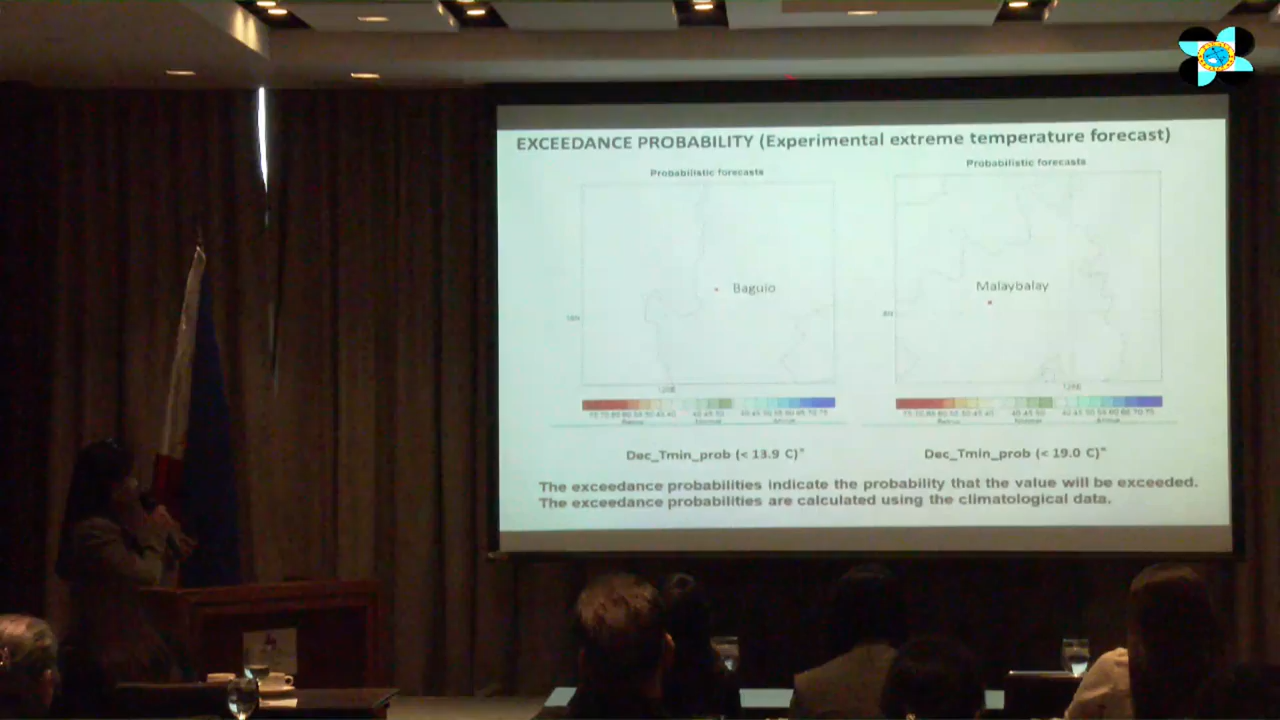 EXCEEDANCE PROBABILITY (Experimental extreme temperature forecast)
Probabilistic forecasts
Probabilistic forecasts
Baguio
Malaybalay
120E
Dec_Tmin_prob (< 13.9 C)"
Dec_Tmin_prob (< 19.0 C)"
The exceedance probabilities indicate the probability that the value will be exceeded.
The exceedance probabilities are calculated using the climatological data.